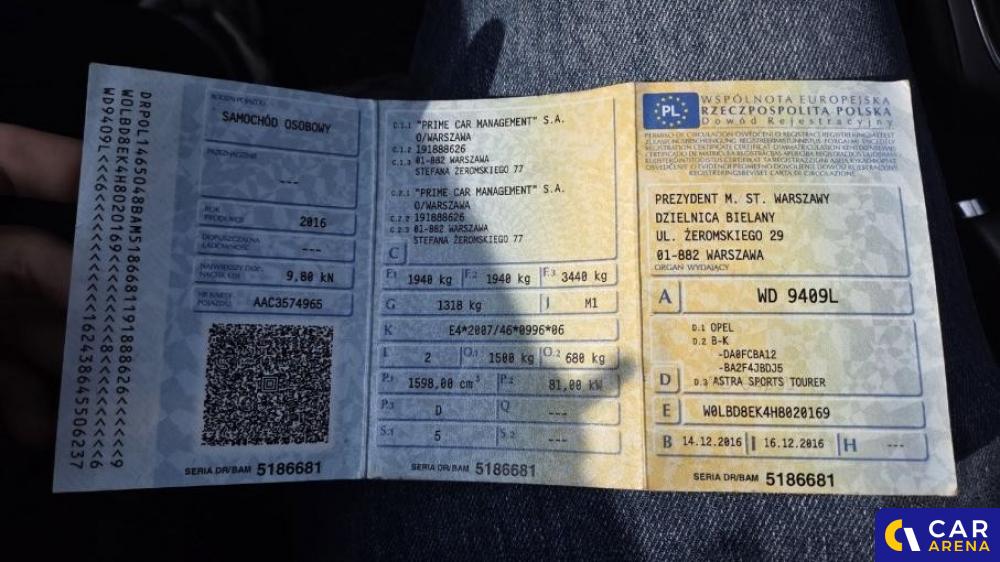 DRPOL1465048BAM5186681191888626<<<<<9
W0LBD8EK4H8020169<<<<<<<
WD9409L<<6<<
RODZAJ POJAZDU
SAMOCHÓD OSOBOWY
PRZEZNACZENIE
---
ROK PRODUKCJI
2016
DOPUSZCZALNA ŁADOWNOŚĆ
---
NAJWIĘKSZY DOP. NACISK OSI
9,80 kN
NR KARTY POJAZDU
AAC3574965
SERIA DR/BAM 5186681
C.1.1 "PRIME CAR MANAGEMENT" S.A.
O/WARSZAWA
C.1.2 191888626
C.1.3 01-882 WARSZAWA
STEFANA ŻEROMSKIEGO 77
C.2.1 "PRIME CAR MANAGEMENT" S.A.
O/WARSZAWA
C.2.2 191888626
C.2.3 01-882 WARSZAWA
STEFANA ŻEROMSKIEGO 77
C
F.1 1940 kg F.2 1940 kg F.3 3440 kg
G 1318 kg J M1
K E4*2007/46*0996*06
L 2 O.1 1500 kg O.2 680 kg
P.1 1598,00 cm³ P.2 81,00 kW
P.3 D Q ---
S.1 5 S.2 ---
SERIA DR/BAM 5186681
PL
WSPÓLNOTA EUROPEJSKA
RZECZPOSPOLITA POLSKA
Dowód Rejestracyjny
PREZYDENT M. ST. WARSZAWY
DZIELNICA BIELANY
UL. ŻEROMSKIEGO 29
01-882 WARSZAWA
ORGAN WYDAJĄCY
A WD 9409L
D.1 OPEL
D.2 B-K
-DA0FCBA12
-BA2F4JBDJ5
D D.3 ASTRA SPORTS TOURER
E W0LBD8EK4H8020169
B 14.12.2016 I 16.12.2016 H ---
SERIA DR/BAM 5186681
CAR
ARENA